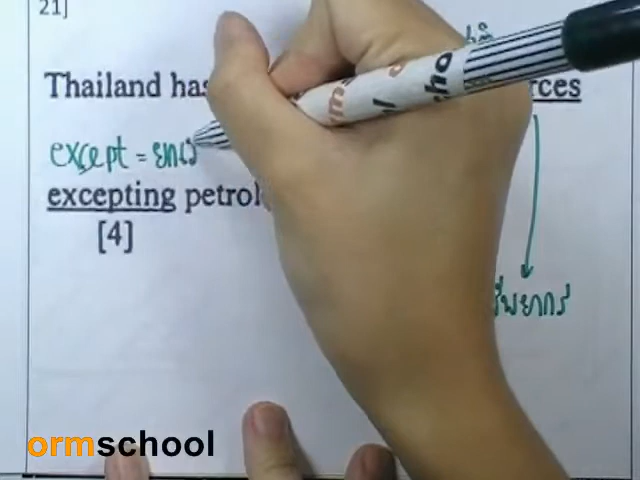 21]
Thailand has rces
except = ยกเว
excepting petrol
[4]
ทรัพยากร
ormschool